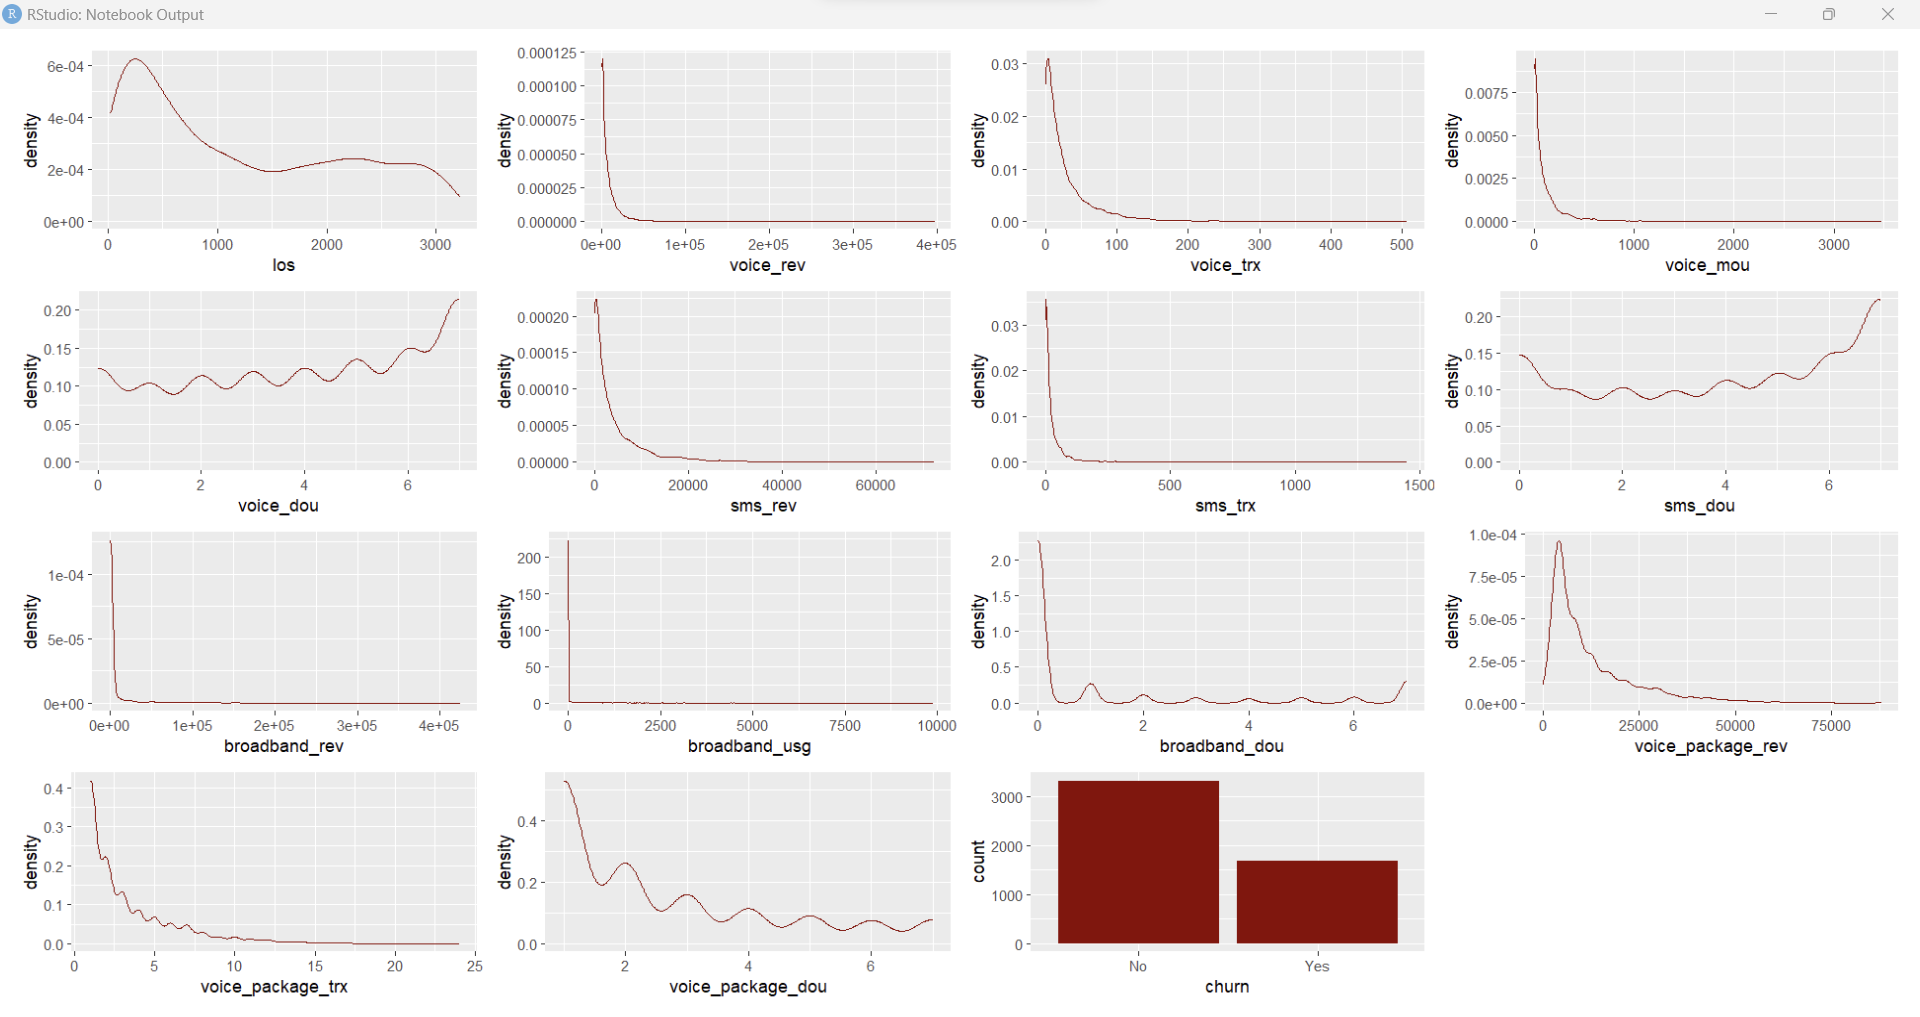 R RStudio: Notebook Output
density
6e-04
4e-04
2e-04
0e+00
0 1000 2000 3000
los
density
0.000125
0.000100
0.000075
0.000050
0.000025
0.000000
0e+00 1e+05 2e+05 3e+05 4e+05
voice_rev
density
0.03
0.02
0.01
0.00
0 100 200 300 400 500
voice_trx
density
0.0075
0.0050
0.0025
0.0000
0 1000 2000 3000
voice_mou
density
0.20
0.15
0.10
0.05
0.00
0 2 4 6
voice_dou
density
0.00020
0.00015
0.00010
0.00005
0.00000
0 20000 40000 60000
sms_rev
density
0.03
0.02
0.01
0.00
0 500 1000 1500
sms_trx
density
0.20
0.15
0.10
0.05
0.00
0 2 4 6
sms_dou
density
1e-04
5e-05
0e+00
0e+00 1e+05 2e+05 3e+05 4e+05
broadband_rev
density
200
150
100
50
0
0 2500 5000 7500 10000
broadband_usg
density
2.0
1.5
1.0
0.5
0.0
0 2 4 6
broadband_dou
density
1.0e-04
7.5e-05
5.0e-05
2.5e-05
0.0e+00
0 25000 50000 75000
voice_package_rev
density
0.4
0.3
0.2
0.1
0.0
0 5 10 15 20 25
voice_package_trx
density
0.4
0.2
0.0
2 4 6
voice_package_dou
count
3000
2000
1000
0
No Yes
churn